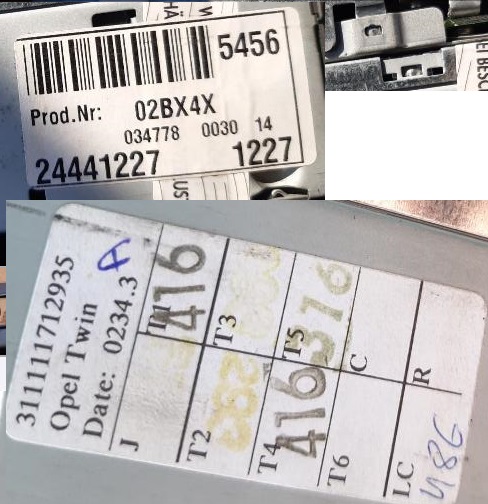 5456
Prod.Nr: 02BX4X
034778 0030 14
24441227 1227
311111712935
Opel Twin
Date: 0234.3 A
J
T1 416
T2
T3
T4 416
T5 316
T6
C
LC 486
R